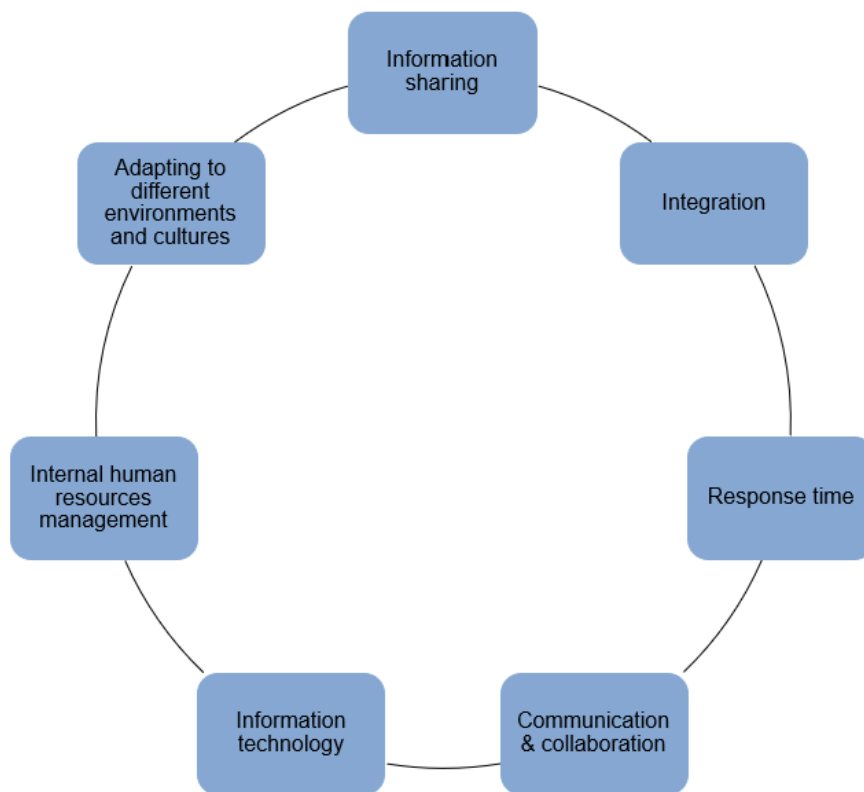 Information
sharing
Integration
Response time
Communication
& collaboration
Information
technology
Internal human
resources
management
Adapting to
different
environments
and cultures